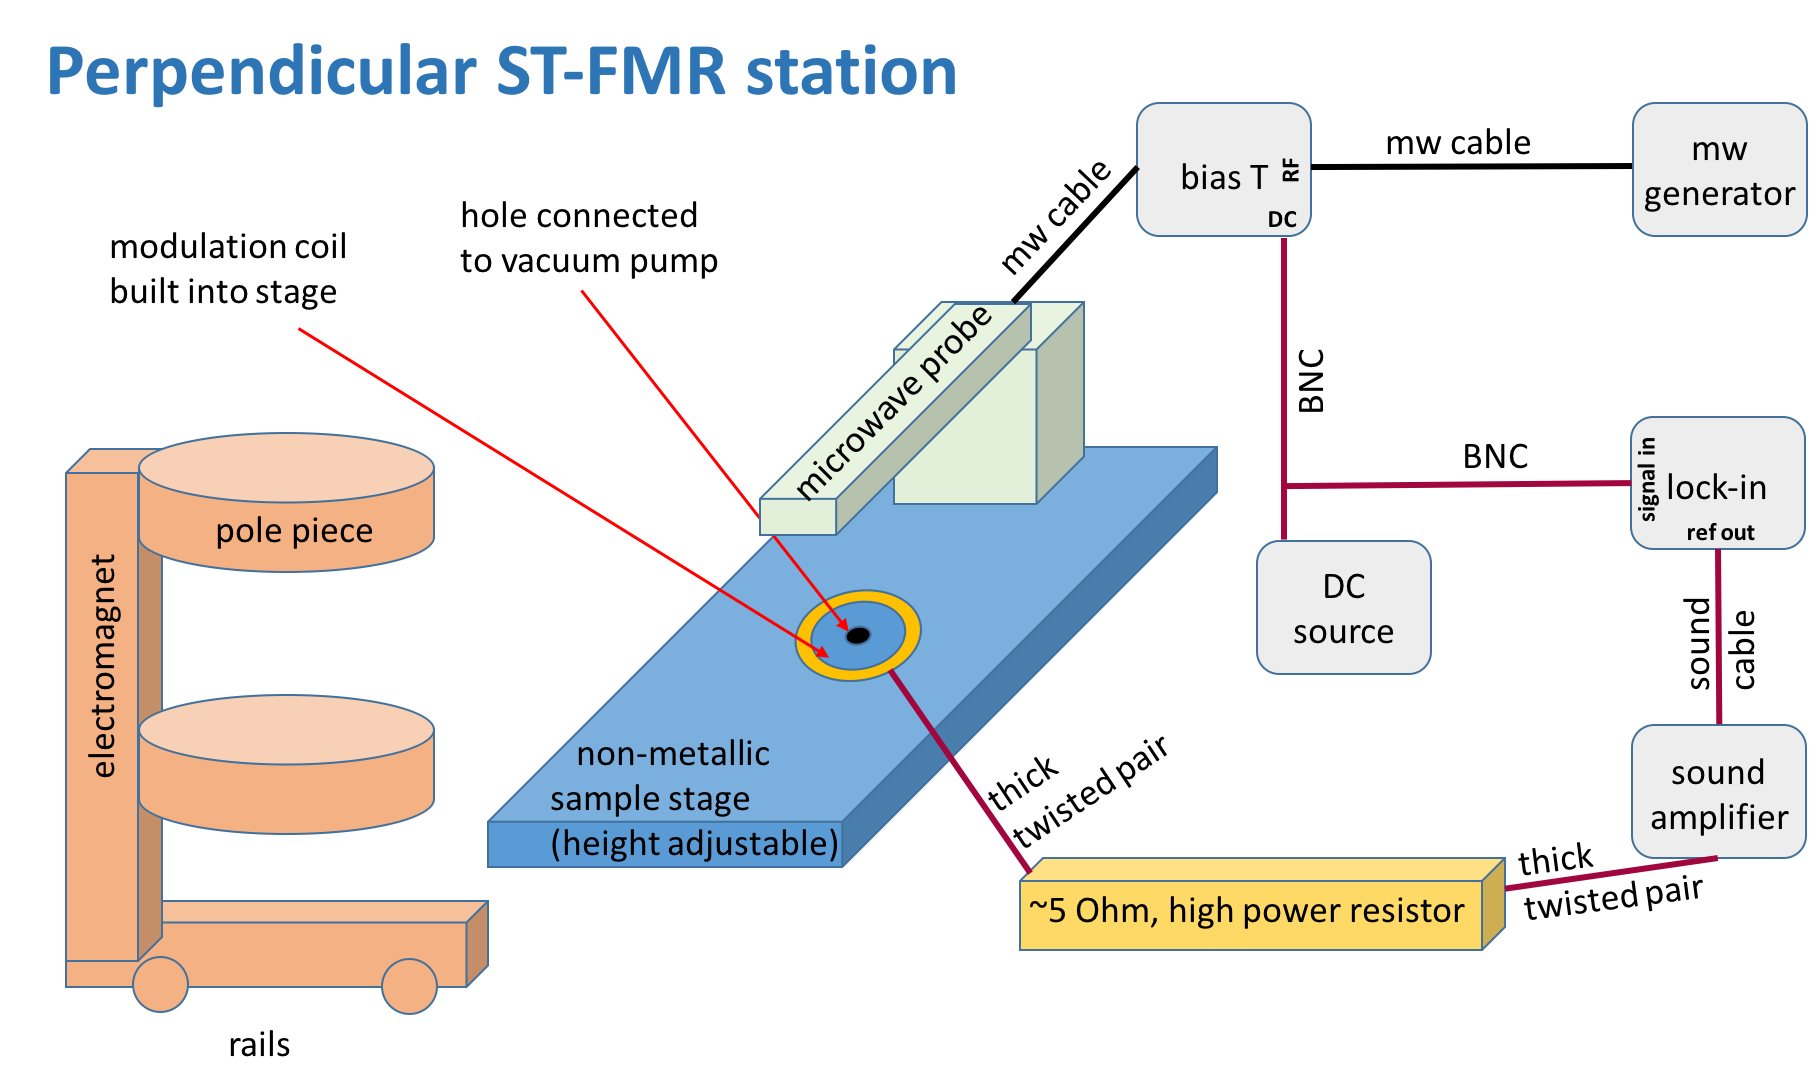 Perpendicular ST-FMR station
modulation coil
built into stage
hole connected
to vacuum pump
mw cable
bias T
RF
DC
mw cable
mw
generator
microwave probe
BNC
BNC
signal in
lock-in
ref out
pole piece
electromagnet
DC
source
sound
cable
non-metallic
sample stage
(height adjustable)
thick
twisted pair
sound
amplifier
~5 Ohm, high power resistor
thick
twisted pair
rails